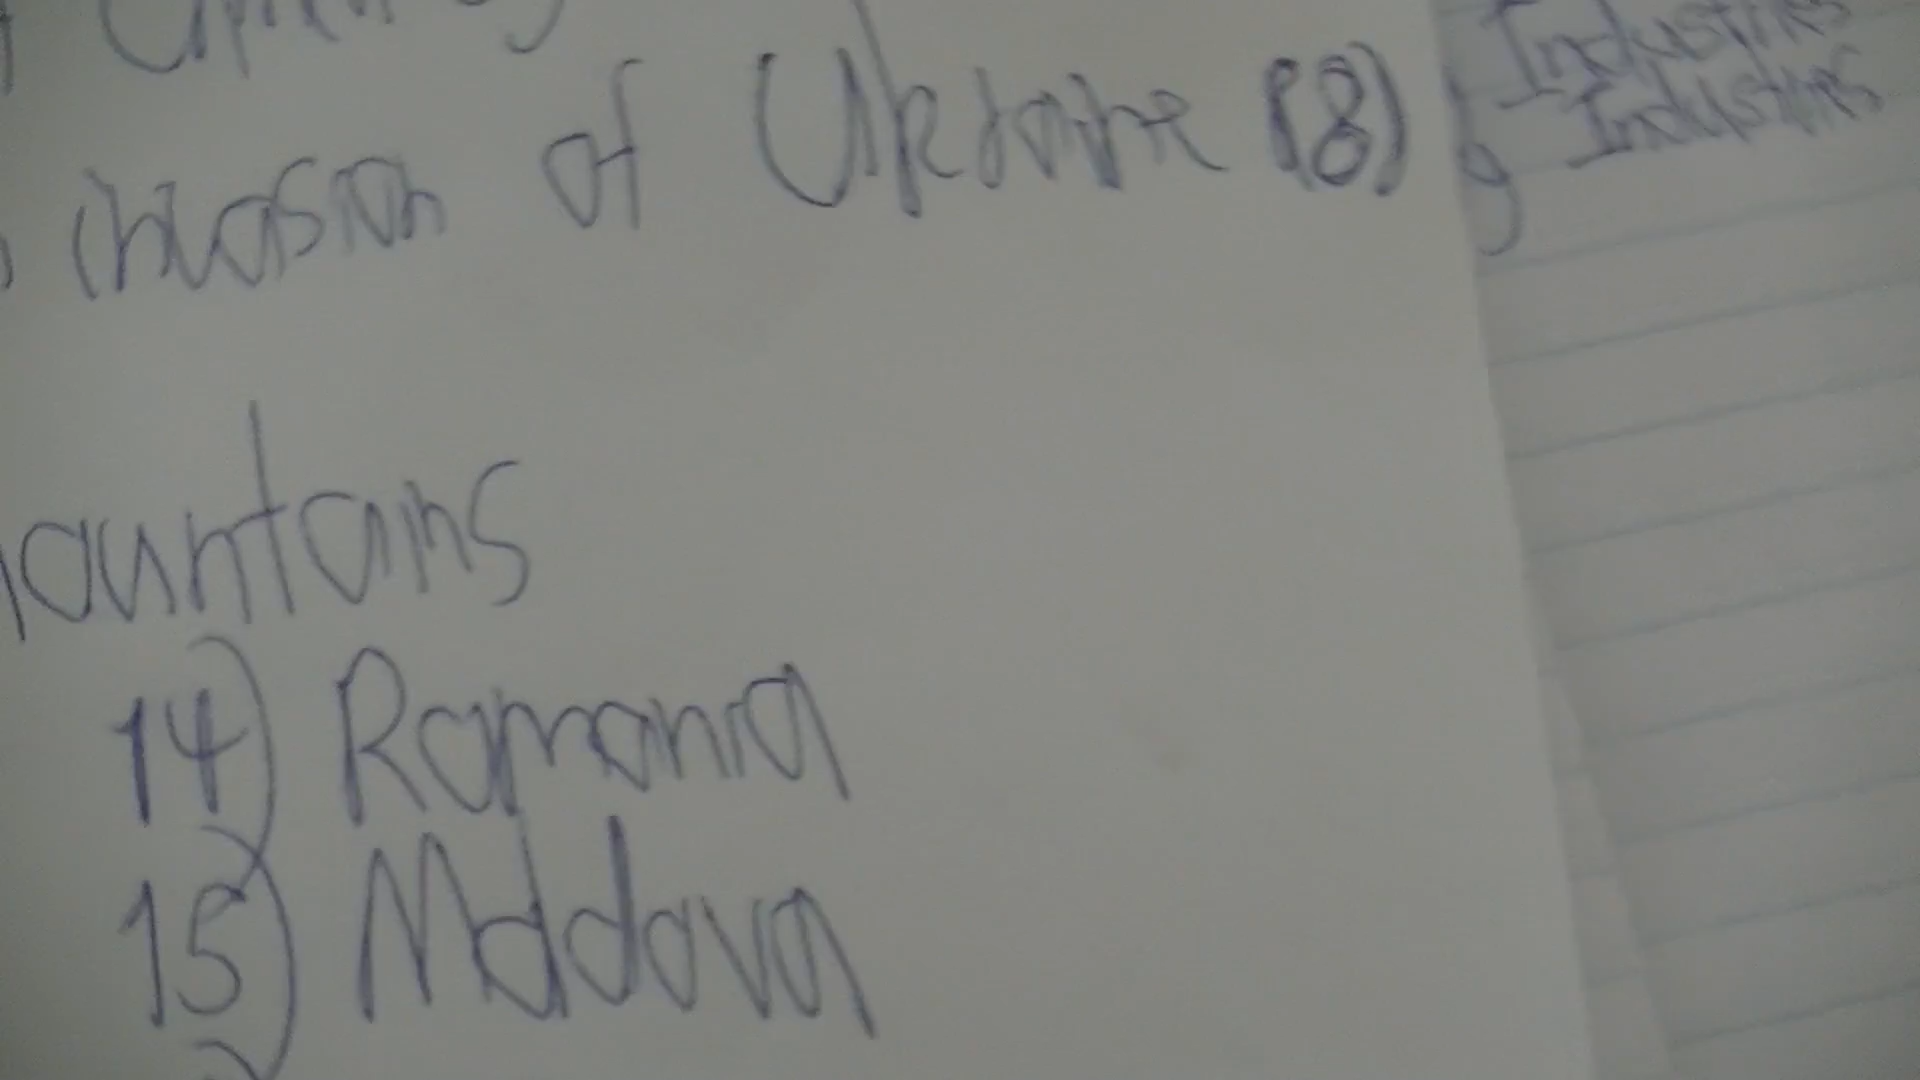 invasion of Ukraine (8)
Industries
Industries
ountains
14) Romania
15) Moldova